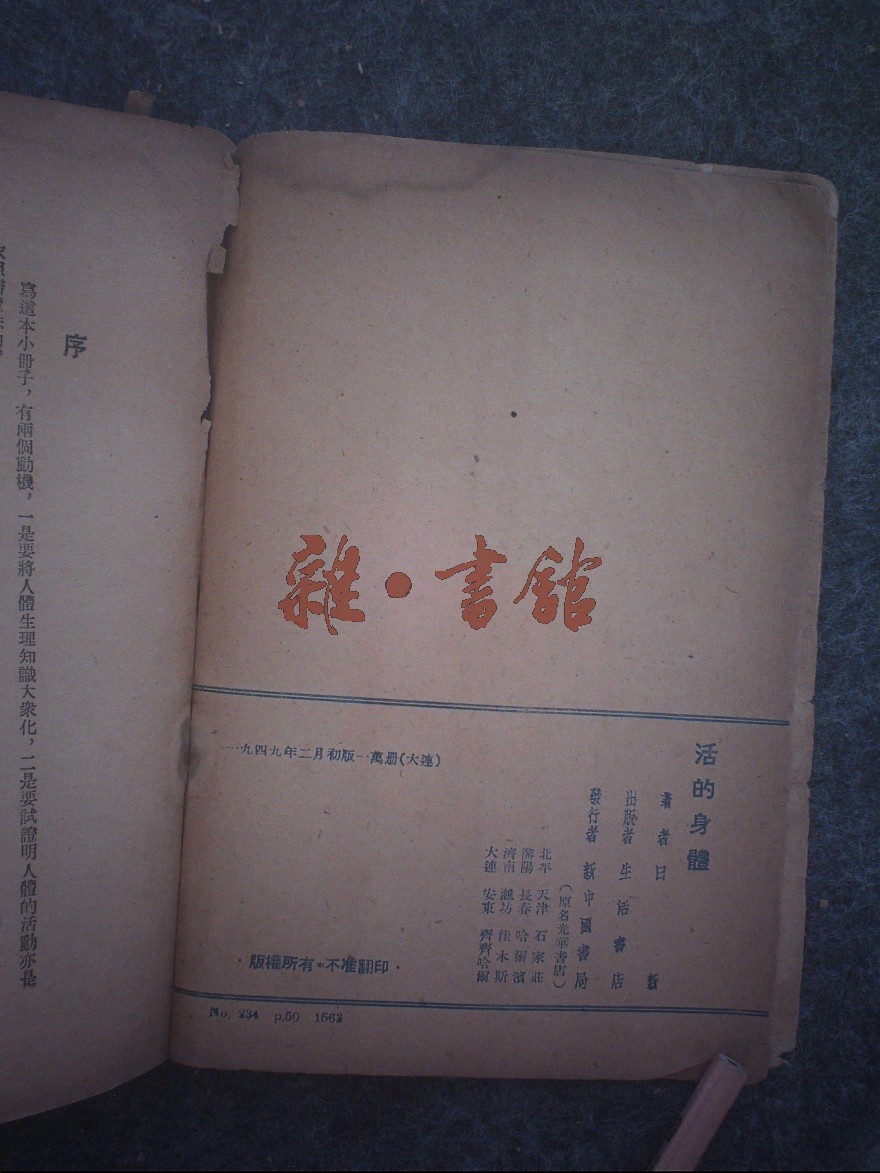 活的身體
著者 日新
出版者 生活書店
發行者 新中國書局
（原名光華書店）
北平 天津 石家莊
瀋陽 長春 哈爾濱
濟南 濰坊 佳木斯
大連 安東 齊齊哈爾
一九四九年二月初版一萬册(大連)
·版權所有·不准翻印·
No. 234 p.50 1563
雜·書館
序
寫這本小冊子，有兩個動機，一是要將人體生理知識大衆化，二是要試證明人體的活動亦是